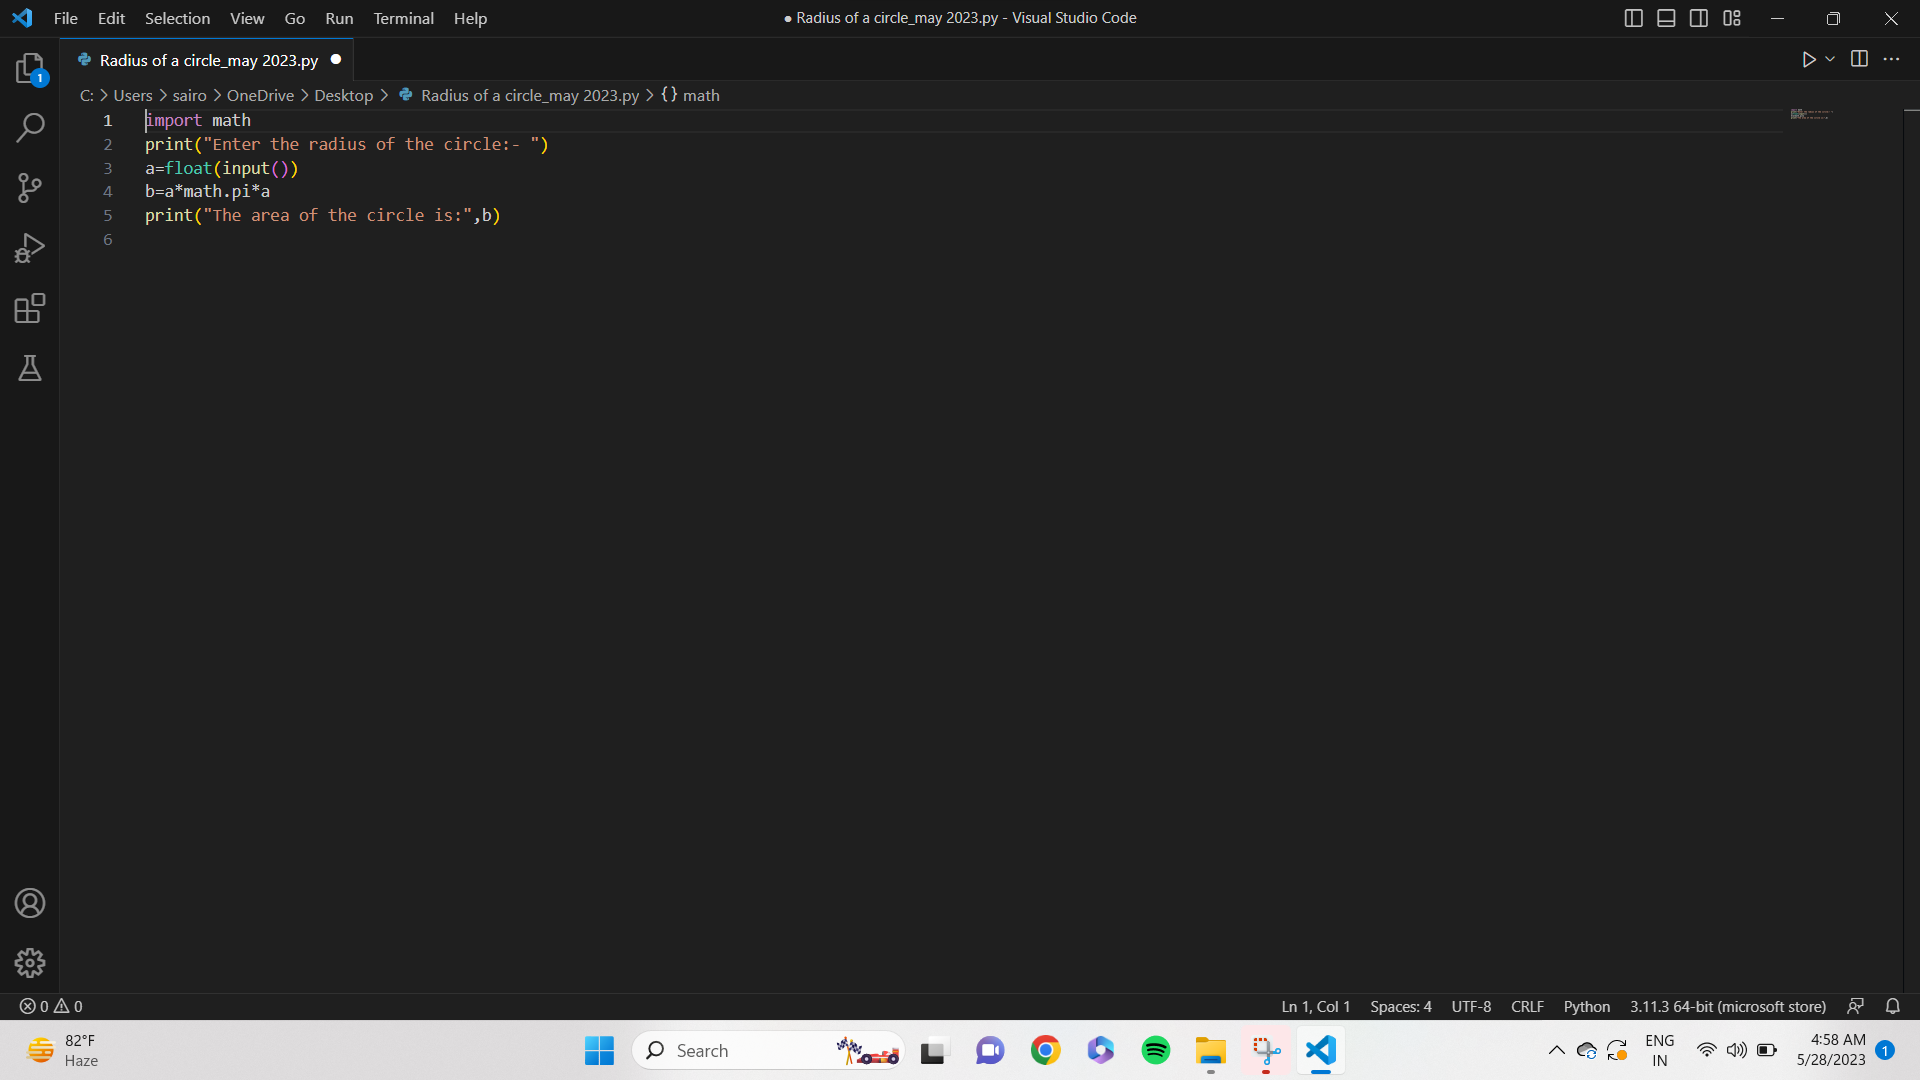 File Edit Selection View Go Run Terminal Help
● Radius of a circle_may 2023.py - Visual Studio Code
Radius of a circle_may 2023.py ●
C: > Users > sairo > OneDrive > Desktop > Radius of a circle_may 2023.py > {} math
1 import math
2 print("Enter the radius of the circle:- ")
3 a=float(input())
4 b=a*math.pi*a
5 print("The area of the circle is:",b)
6
1
0 0
Ln 1, Col 1 Spaces: 4 UTF-8 CRLF Python 3.11.3 64-bit (microsoft store)
82°F
Haze
Search
ENG
IN
4:58 AM
5/28/2023
1